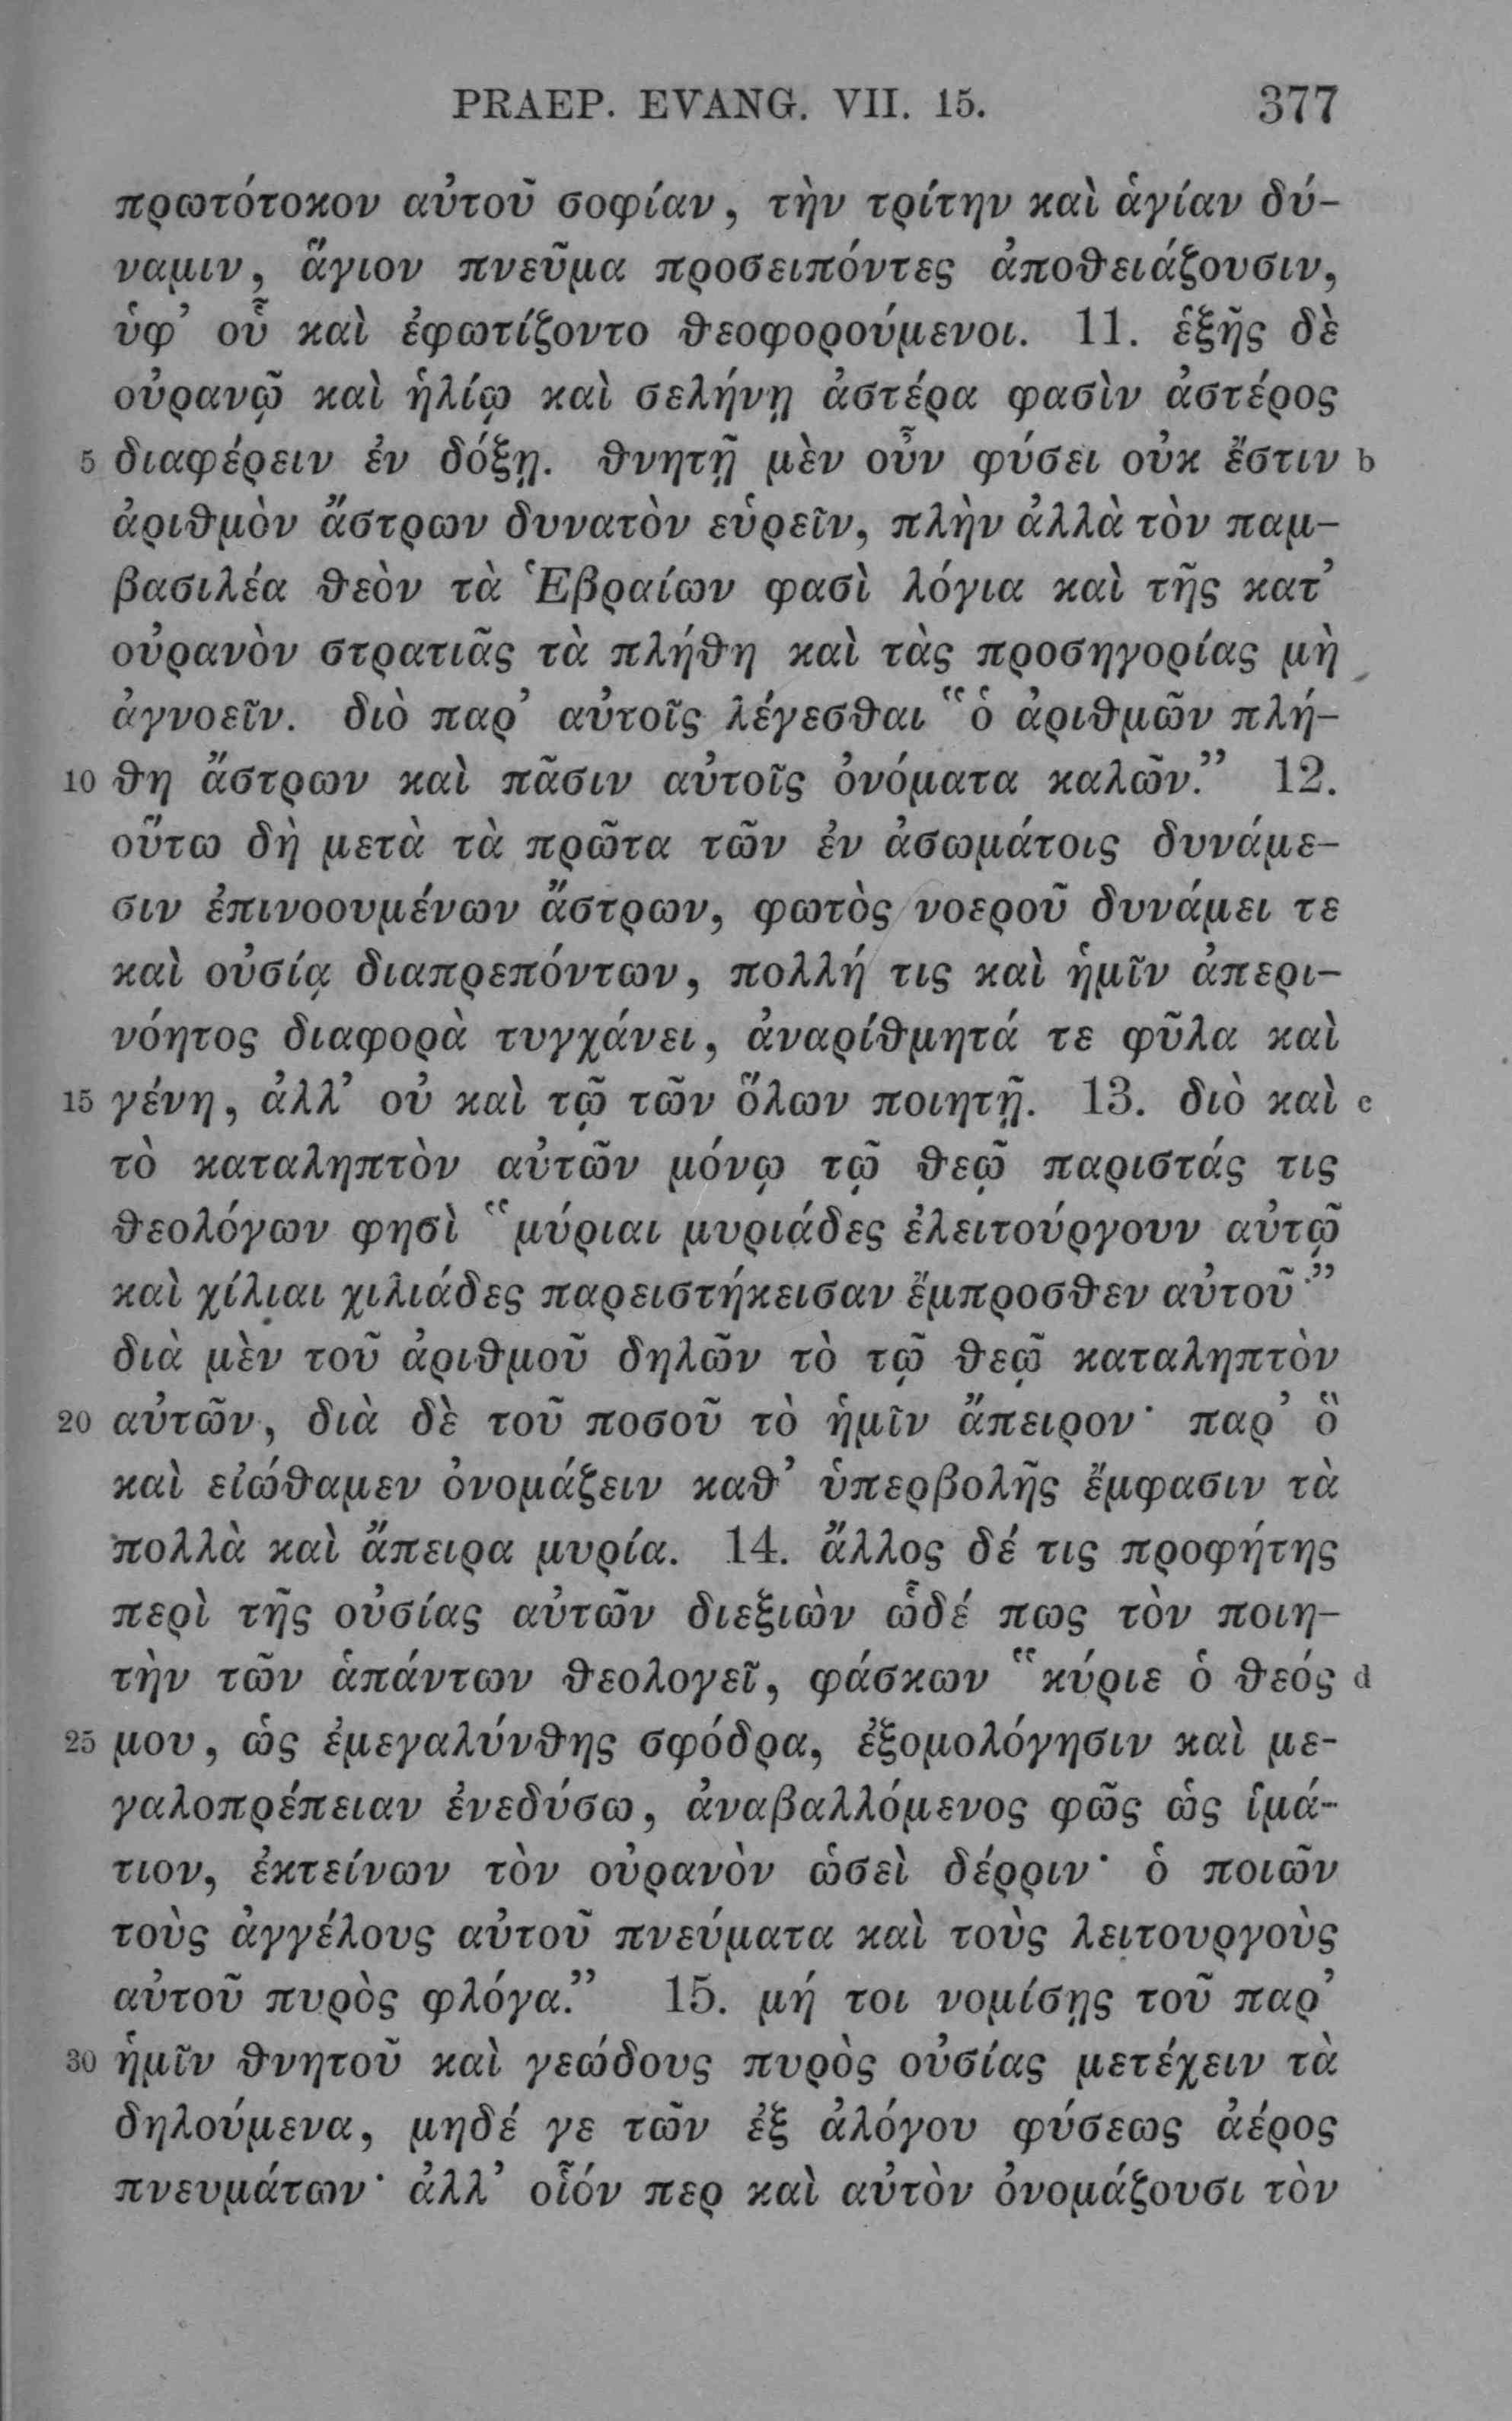 PRAEP. EVANG. VII. 15. 377
πρωτότοκον αὐτοῦ σοφίαν, τὴν τρίτην καὶ ἁγίαν δύ-
ναμιν, ἅγιον πνεῦμα προσειπόντες ἀποθειάζουσιν,
ὑφ’ οὗ καὶ ἐφωτίζοντο θεοφορούμενοι. 11. ἑξῆς δὲ
οὐρανῷ καὶ ἡλίῳ καὶ σελήνῃ ἀστέρα φασὶν ἀστέρος
5 διαφέρειν ἐν δόξῃ. θνητῇ μὲν οὖν φύσει οὐκ ἔστιν b
ἀριθμὸν ἄστρων δυνατὸν εὑρεῖν, πλὴν ἀλλὰ τὸν παμ-
βασιλέα θεὸν τὰ Ἑβραίων φασὶ λόγια καὶ τῆς κατ’
οὐρανὸν στρατιᾶς τὰ πλήθη καὶ τὰς προσηγορίας μὴ
ἀγνοεῖν. διὸ παρ’ αὐτοῖς λέγεσθαι “ὁ ἀριθμῶν πλή-
10 θη ἄστρων καὶ πᾶσιν αὐτοῖς ὀνόματα καλῶν.” 12.
οὕτω δὴ μετὰ τὰ πρῶτα τῶν ἐν ἀσωμάτοις δυνάμε-
σιν ἐπινοουμένων ἄστρων, φωτὸς νοεροῦ δυνάμει τε
καὶ οὐσίᾳ διαπρεπόντων, πολλή τις καὶ ἡμῖν ἀπερι-
νόητος διαφορὰ τυγχάνει, ἀναρίθμητά τε φῦλα καὶ
15 γένη, ἀλλ’ οὐ καὶ τῷ τῶν ὅλων ποιητῇ. 13. διὸ καὶ c
τὸ καταληπτὸν αὐτῶν μόνῳ τῷ θεῷ παριστάς τις
θεολόγων φησὶ “μύριαι μυριάδες ἐλειτούργουν αὐτῷ
καὶ χίλιαι χιλιάδες παρειστήκεισαν ἔμπροσθεν αὐτοῦ·”
διὰ μὲν τοῦ ἀριθμοῦ δηλῶν τὸ τῷ θεῷ καταληπτὸν
20 αὐτῶν, διὰ δὲ τοῦ ποσοῦ τὸ ἡμῖν ἄπειρον· παρ’ ὃ
καὶ εἰώθαμεν ὀνομάζειν καθ’ ὑπερβολῆς ἔμφασιν τὰ
πολλὰ καὶ ἄπειρα μυρία. 14. ἄλλος δέ τις προφήτης
περὶ τῆς οὐσίας αὐτῶν διεξιὼν ὧδέ πως τὸν ποιη-
τὴν τῶν ἁπάντων θεολογεῖ, φάσκων “κύριε ὁ θεός d
25 μου, ὡς ἐμεγαλύνθης σφόδρα, ἐξομολόγησιν καὶ με-
γαλοπρέπειαν ἐνεδύσω, ἀναβαλλόμενος φῶς ὡς ἱμά-
τιον, ἐκτείνων τὸν οὐρανὸν ὡσεὶ δέρριν· ὁ ποιῶν
τοὺς ἀγγέλους αὐτοῦ πνεύματα καὶ τοὺς λειτουργοὺς
αὐτοῦ πυρὸς φλόγα.” 15. μή τοι νομίσῃς τοῦ παρ’
30 ἡμῖν θνητοῦ καὶ γεώδους πυρὸς οὐσίας μετέχειν τὰ
δηλούμενα, μηδέ γε τῶν ἐξ ἀλόγου φύσεως ἀέρος
πνευμάτων· ἀλλ’ οἷόν περ καὶ αὐτὸν ὀνομάζουσι τὸν